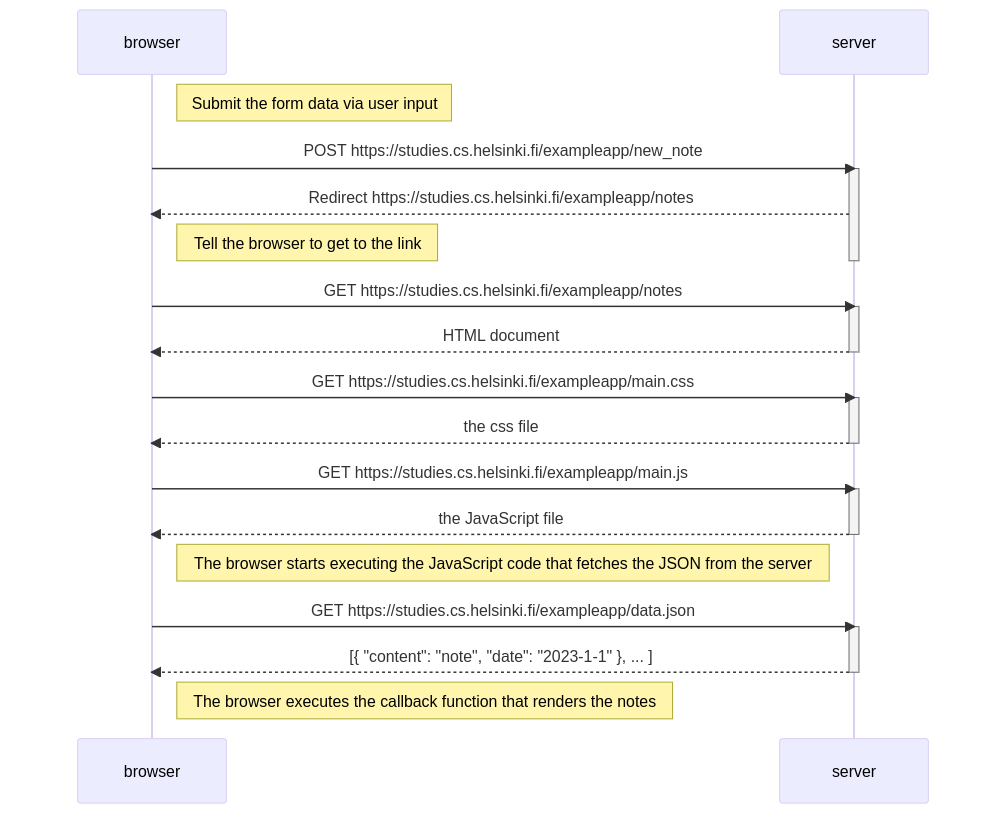 browser
server
Submit the form data via user input
POST https://studies.cs.helsinki.fi/exampleapp/new_note
Redirect https://studies.cs.helsinki.fi/exampleapp/notes
Tell the browser to get to the link
GET https://studies.cs.helsinki.fi/exampleapp/notes
HTML document
GET https://studies.cs.helsinki.fi/exampleapp/main.css
the css file
GET https://studies.cs.helsinki.fi/exampleapp/main.js
the JavaScript file
The browser starts executing the JavaScript code that fetches the JSON from the server
GET https://studies.cs.helsinki.fi/exampleapp/data.json
[{ "content": "note", "date": "2023-1-1" }, ... ]
The browser executes the callback function that renders the notes
browser
server